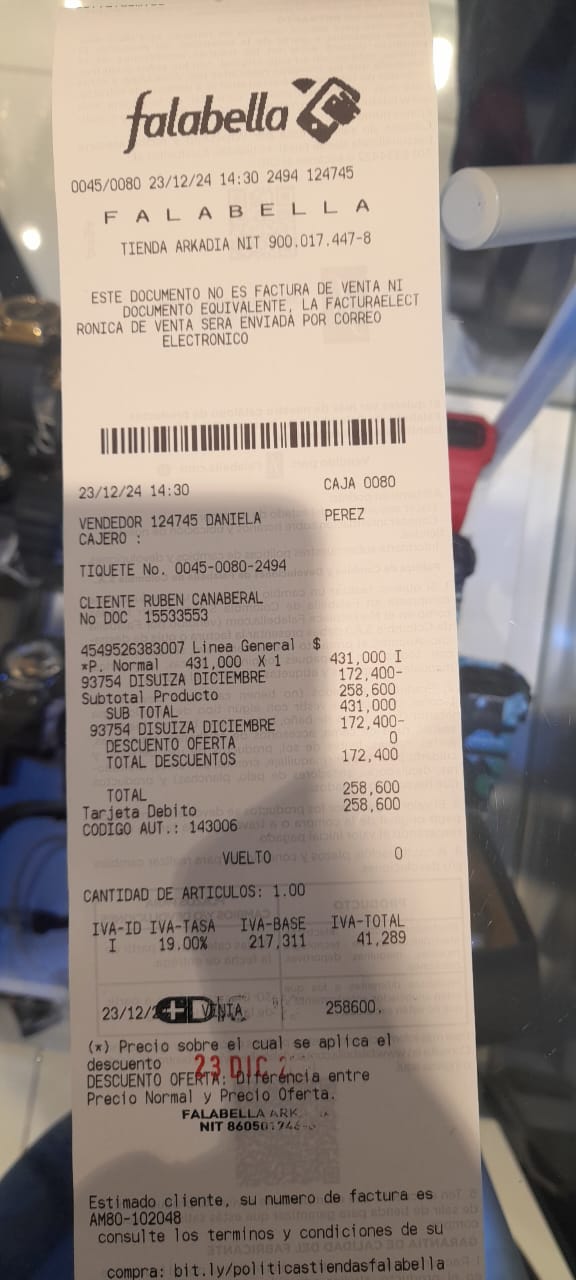 falabella
0045/0080 23/12/24 14:30 2494 124745
F A L A B E L L A
TIENDA ARKADIA NIT 900.017.447-8
ESTE DOCUMENTO NO ES FACTURA DE VENTA NI
DOCUMENTO EQUIVALENTE, LA FACTURAELECT
RONICA DE VENTA SERA ENVIADA POR CORREO
ELECTRONICO
23/12/24 14:30 CAJA 0080
VENDEDOR 124745 DANIELA PEREZ
CAJERO :
TIQUETE No. 0045-0080-2494
CLIENTE RUBEN CANABERAL
No DOC 15533553
4549526383007 Linea General $
*P. Normal 431,000 X 1 431,000 I
93754 DISUIZA DICIEMBRE 172,400-
Subtotal Producto 258,600
SUB TOTAL 431,000
93754 DISUIZA DICIEMBRE 172,400-
DESCUENTO OFERTA 0
TOTAL DESCUENTOS 172,400
TOTAL 258,600
Tarjeta Debito 258,600
CODIGO AUT.: 143006
VUELTO 0
CANTIDAD DE ARTICULOS: 1.00
IVA-ID IVA-TASA IVA-BASE IVA-TOTAL
I 19.00% 217,311 41,289
23/12/2 VENTA 258600.
(*) Precio sobre el cual se aplica el
descuento 23 DIC
DESCUENTO OFERTA: Diferencia entre
Precio Normal y Precio Oferta.
FALABELLA ARK
NIT 860501
Estimado cliente, su numero de factura es
AM80-102048
consulte los terminos y condiciones de su
compra: bit.ly/politicastiendasfalabella